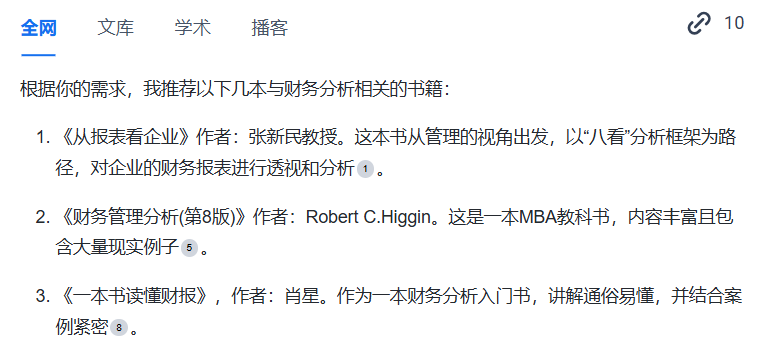 全网 文库 学术 播客 10
根据你的需求，我推荐以下几本与财务分析相关的书籍：
1. 《从报表看企业》作者：张新民教授。这本书从管理的视角出发，以“八看”分析框架为路
径，对企业的财务报表进行透视和分析 1 。
2. 《财务管理分析(第8版)》作者：Robert C.Higgin。这是一本MBA教科书，内容丰富且包
含大量现实例子 5 。
3. 《一本书读懂财报》，作者：肖星。作为一本财务分析入门书，讲解通俗易懂，并结合案
例紧密 8 。